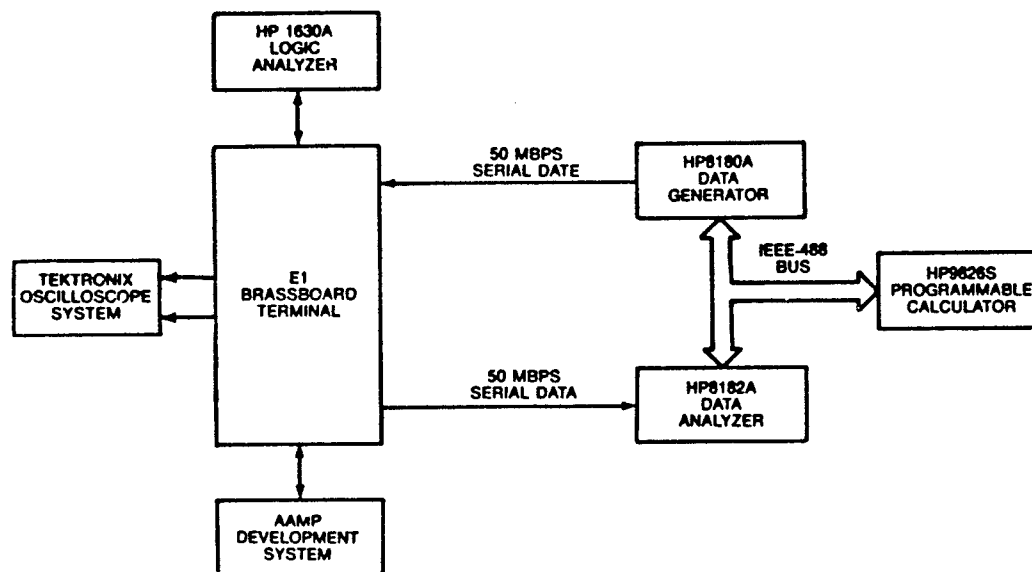 HP 1630A
LOGIC
ANALYZER
50 MBPS
SERIAL DATE
HP8180A
DATA
GENERATOR
IEEE-488
BUS
TEKTRONIX
OSCILLOSCOPE
SYSTEM
E1
BRASSBOARD
TERMINAL
HP9826S
PROGRAMMABLE
CALCULATOR
50 MBPS
SERIAL DATA
HP8182A
DATA
ANALYZER
AAMP
DEVELOPMENT
SYSTEM